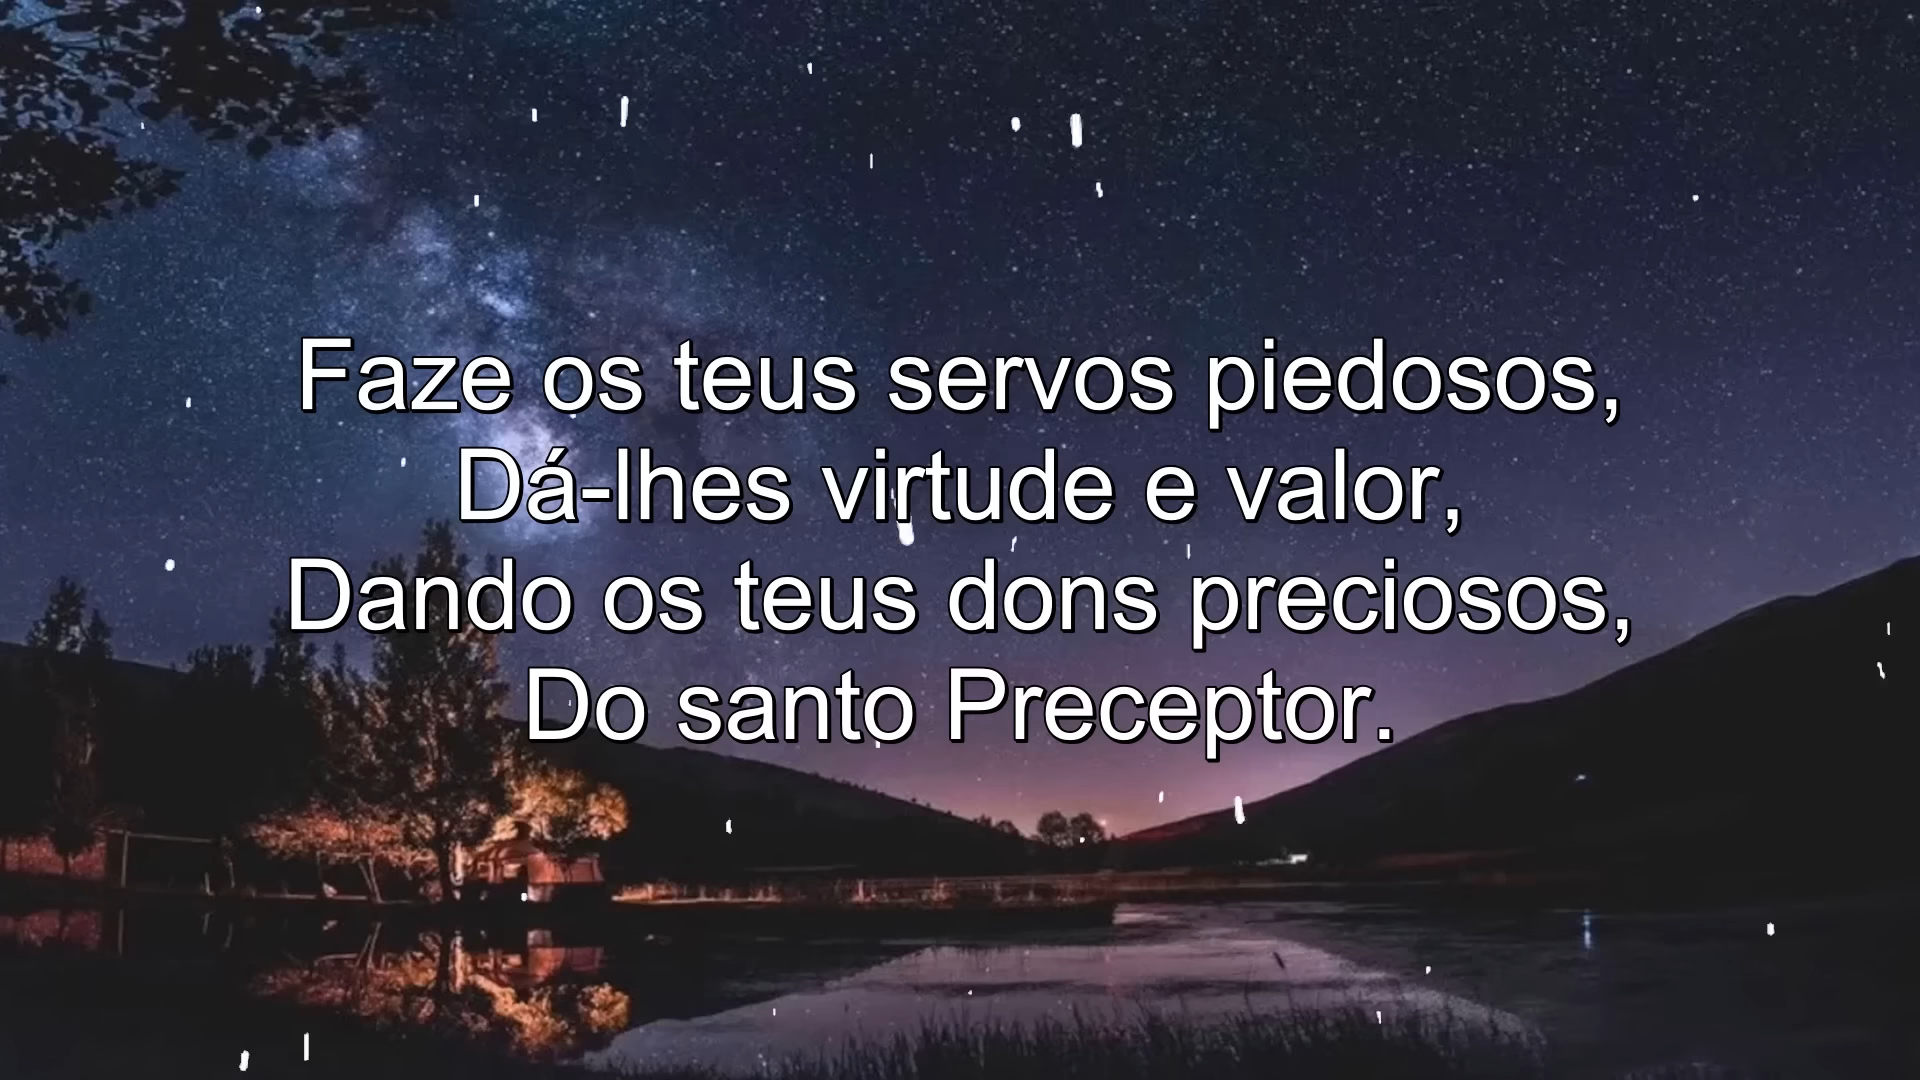 Faze os teus servos piedosos,
Dá-lhes virtude e valor,
Dando os teus dons preciosos,
Do santo Preceptor.